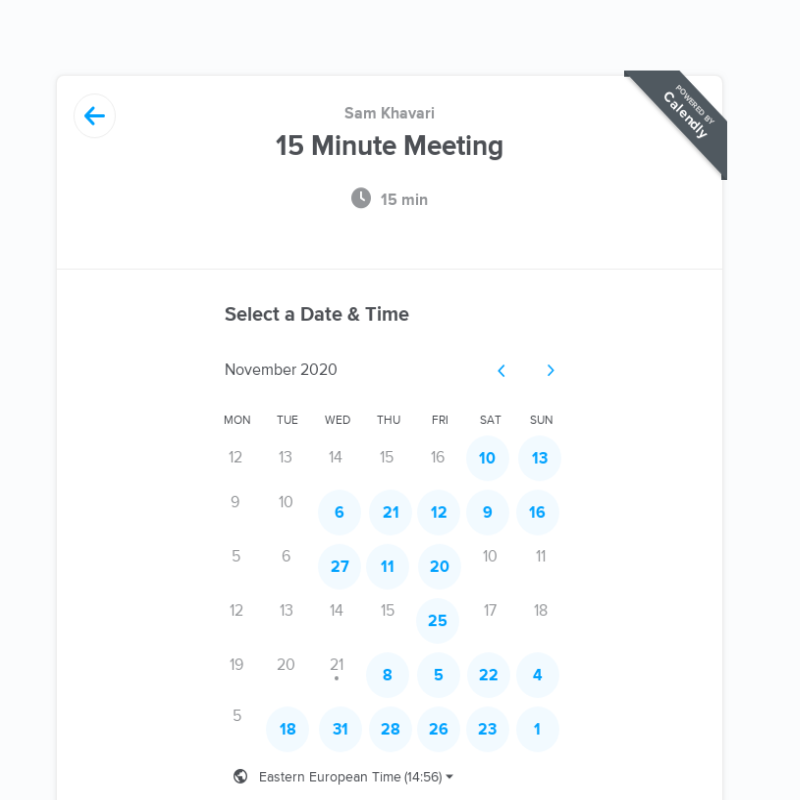 POWERED BY
Calendly
Sam Khavari
15 Minute Meeting
15 min
Select a Date & Time
November 2020
MON TUE WED THU FRI SAT SUN
12 13 14 15 16 10 13
9 10 6 21 12 9 16
5 6 27 11 20 10 11
12 13 14 15 25 17 18
19 20 21 8 5 22 4
5 18 31 28 26 23 1
Eastern European Time (14:56)